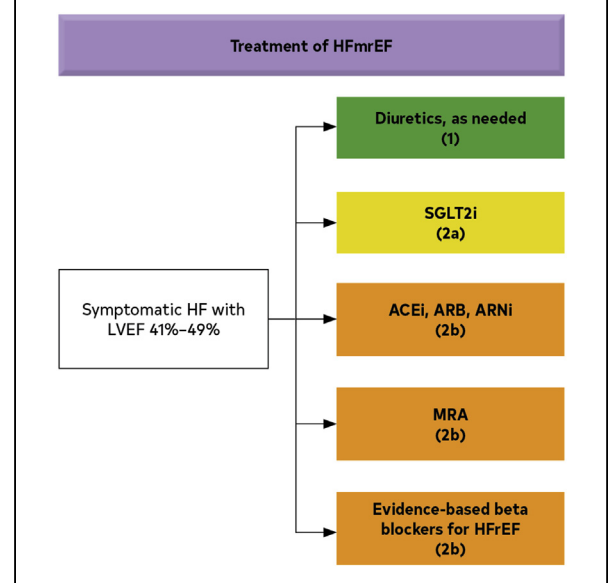 Treatment of HFmrEF
Diuretics, as needed
(1)
SGLT2i
(2a)
Symptomatic HF with
LVEF 41%–49%
ACEi, ARB, ARNi
(2b)
MRA
(2b)
Evidence-based beta
blockers for HFrEF
(2b)